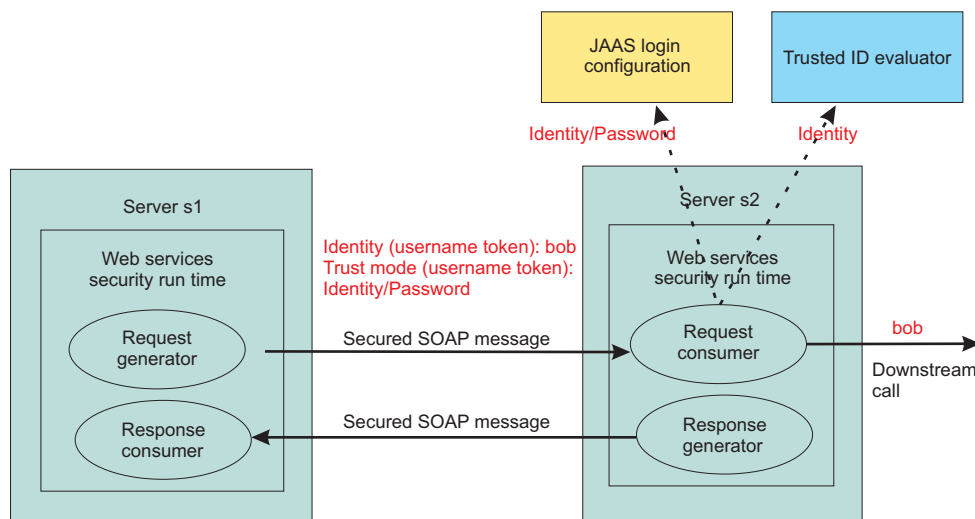 JAAS login
configuration
Trusted ID evaluator
Identity/Password
Identity
Server s1
Server s2
Web services
security run time
Identity (username token): bob
Trust mode (username token):
Identity/Password
Web services
security run time
Request
generator
Secured SOAP message
Request
consumer
bob
Downstream
call
Response
consumer
Secured SOAP message
Response
generator